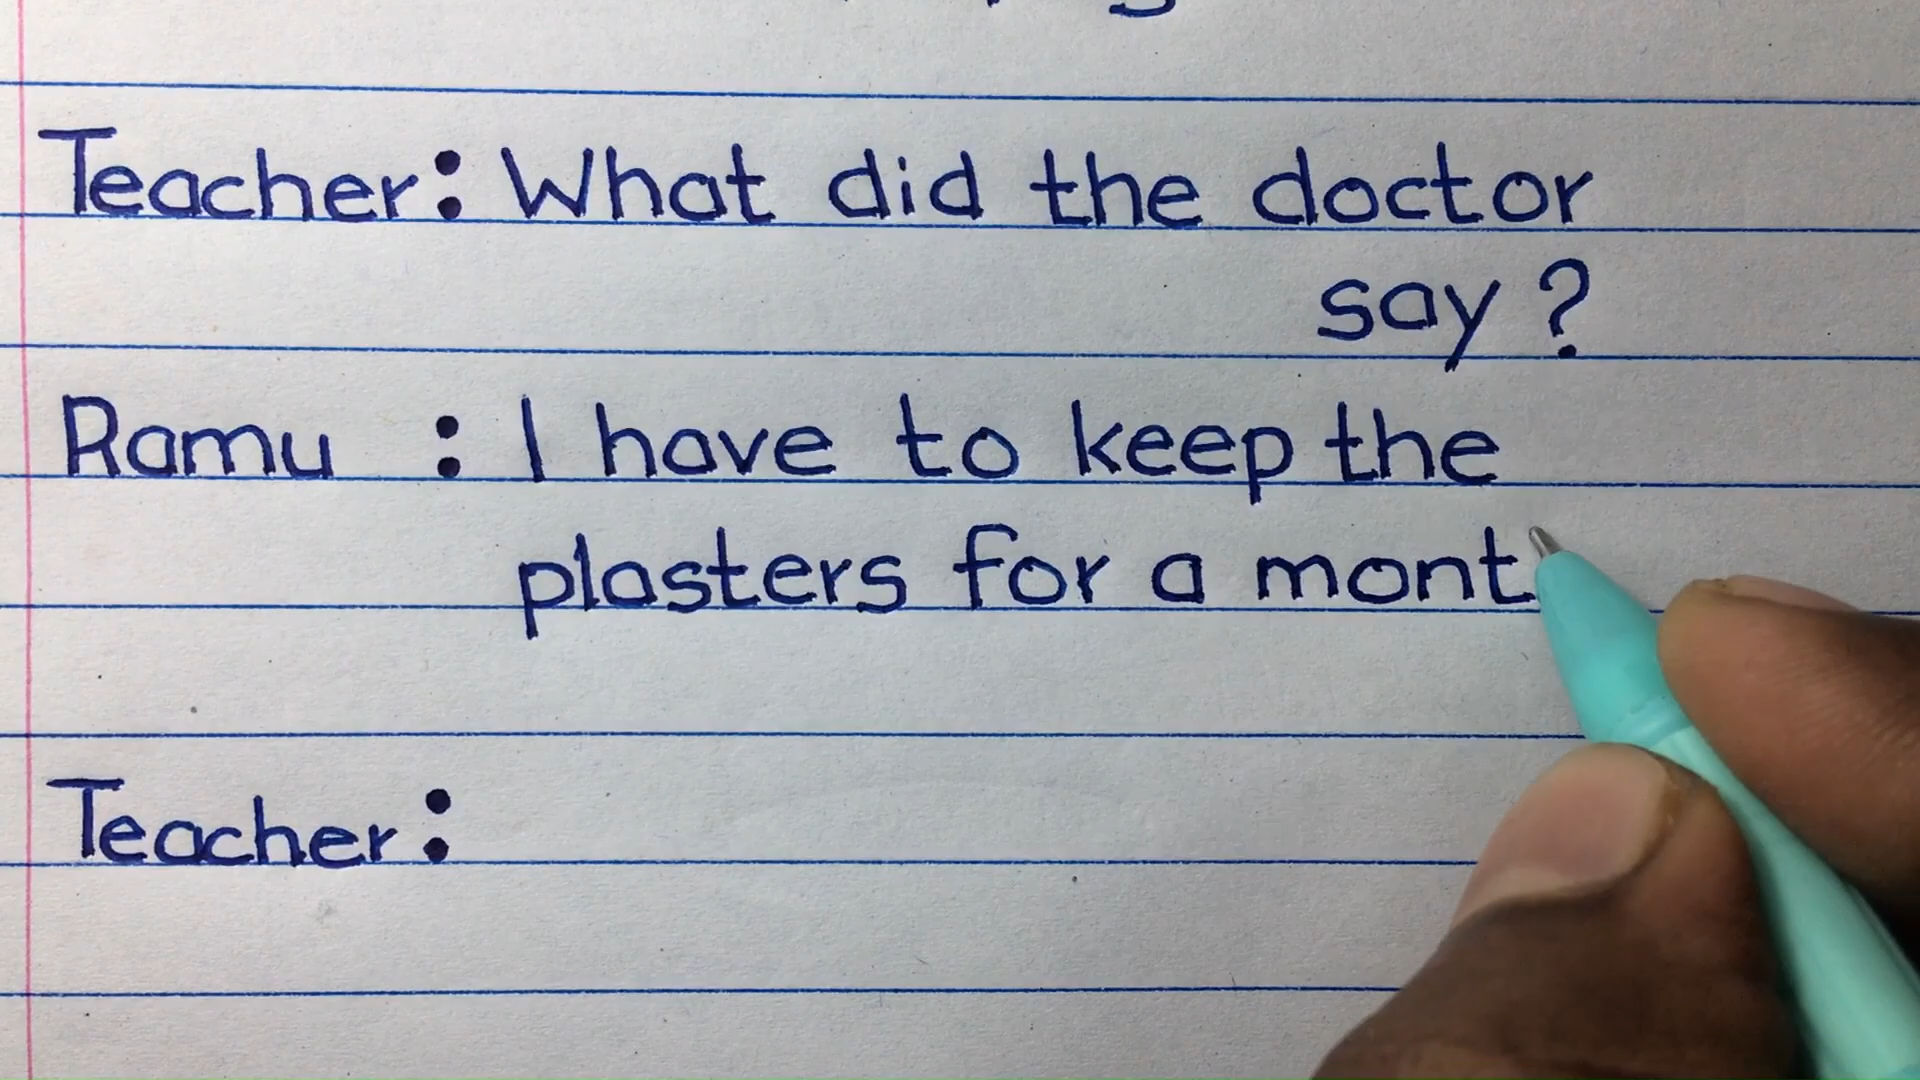 Teacher: What did the doctor
say ?
Ramu : I have to keep the
plasters for a mont
Teacher: